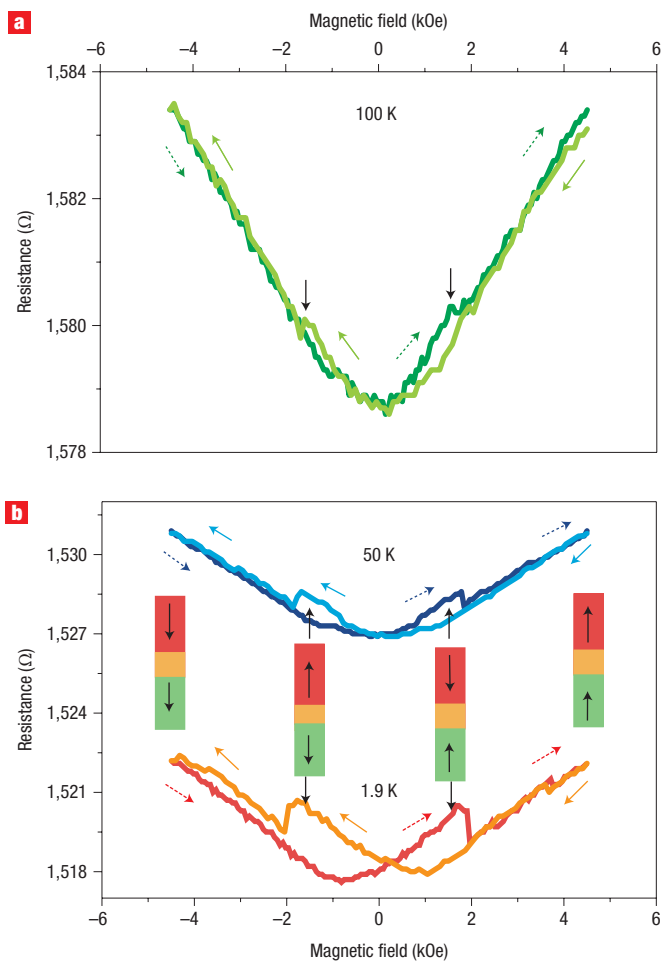 a
Magnetic field (kOe)
−6 −4 −2 0 2 4 6
1,584
100 K
1,582
Resistance (Ω)
1,580
1,578
b
1,530
50 K
1,527
Resistance (Ω)
1,524
1,521
1.9 K
1,518
−6 −4 −2 0 2 4 6
Magnetic field (kOe)